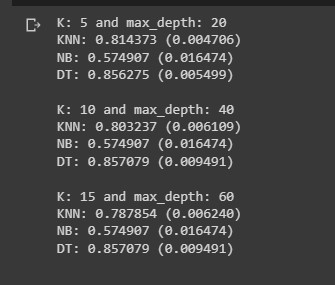 K: 5 and max_depth: 20
KNN: 0.814373 (0.004706)
NB: 0.574907 (0.016474)
DT: 0.856275 (0.005499)
K: 10 and max_depth: 40
KNN: 0.803237 (0.006109)
NB: 0.574907 (0.016474)
DT: 0.857079 (0.009491)
K: 15 and max_depth: 60
KNN: 0.787854 (0.006240)
NB: 0.574907 (0.016474)
DT: 0.857079 (0.009491)